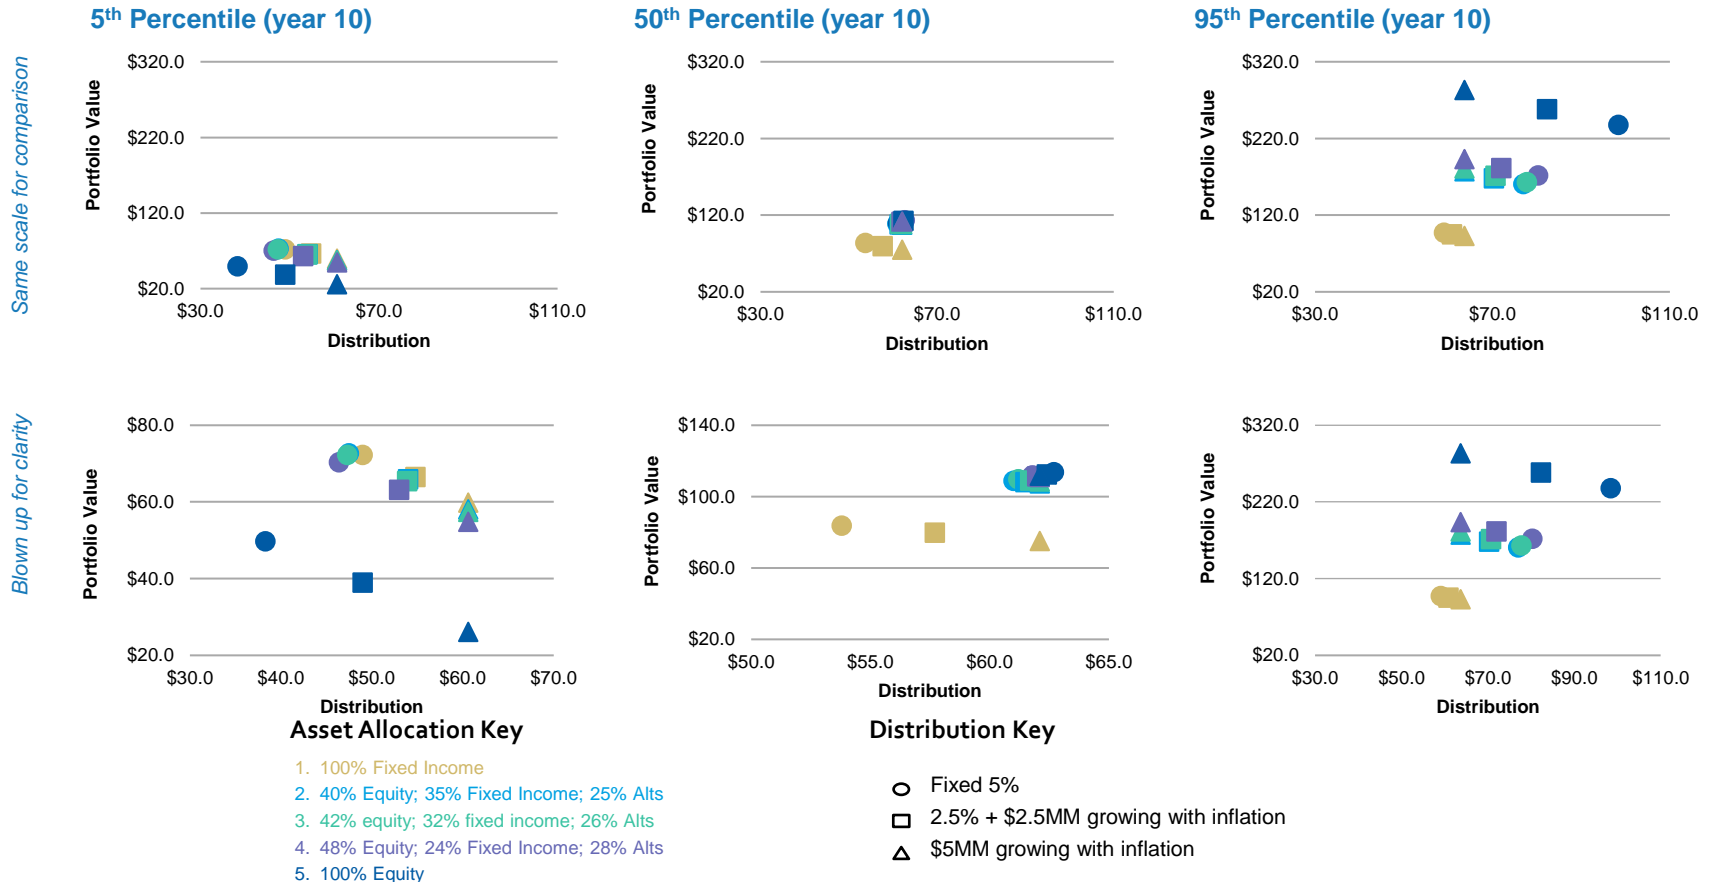 5th Percentile (year 10)
50th Percentile (year 10)
95th Percentile (year 10)
Same scale for comparison
Portfolio Value
$320.0
$220.0
$120.0
$20.0
$30.0 $70.0 $110.0
Distribution
Portfolio Value
$320.0
$220.0
$120.0
$20.0
$30.0 $70.0 $110.0
Distribution
Portfolio Value
$320.0
$220.0
$120.0
$20.0
$30.0 $70.0 $110.0
Distribution
Blown up for clarity
Portfolio Value
$80.0
$60.0
$40.0
$20.0
$30.0 $40.0 $50.0 $60.0 $70.0
Distribution
Portfolio Value
$140.0
$100.0
$60.0
$20.0
$50.0 $55.0 $60.0 $65.0
Distribution
Portfolio Value
$320.0
$220.0
$120.0
$20.0
$30.0 $50.0 $70.0 $90.0 $110.0
Distribution
Asset Allocation Key
1. 100% Fixed Income
2. 40% Equity; 35% Fixed Income; 25% Alts
3. 42% equity; 32% fixed income; 26% Alts
4. 48% Equity; 24% Fixed Income; 28% Alts
5. 100% Equity
Distribution Key
Fixed 5%
2.5% + $2.5MM growing with inflation
$5MM growing with inflation